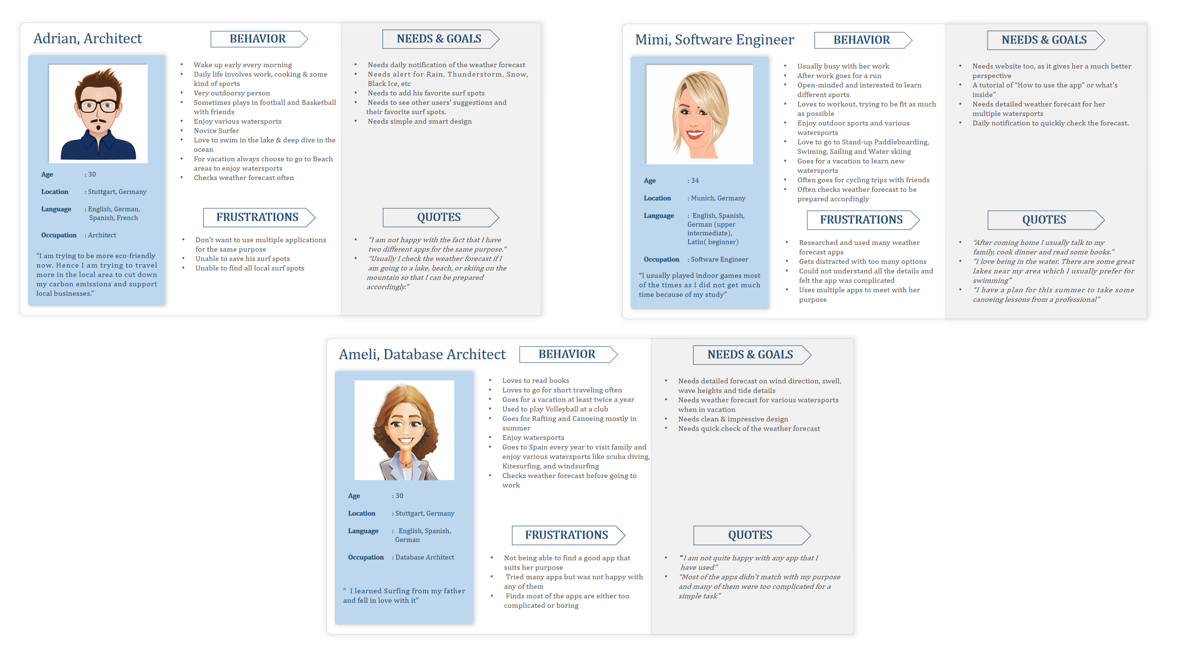 Adrian, Architect
Age : 30
Location : Stuttgart, Germany
Language : English, German,
Spanish, French
Occupation : Architect
"I am trying to be more eco-friendly
now. Hence I am trying to travel
more in the local area to cut down
my carbon emissions and support
local businesses."
BEHAVIOR
• Wake up early every morning
• Daily life involves work, cooking & some
kind of sports
• Very outdoorsy person
• Sometimes plays in football and Basketball
with friends
• Enjoy various watersports
• Novice Surfer
• Love to swim in the lake & deep dive in the
ocean
• For vacation always choose to go to Beach
areas to enjoy watersports
• Checks weather forecast often
FRUSTRATIONS
• Don't want to use multiple applications
for the same purpose
• Unable to save his surf spots
• Unable to find all local surf spots
NEEDS & GOALS
• Needs daily notification of the weather forecast
• Needs alert for Rain, Thunderstorm, Snow,
Black Ice, etc
• Needs to add his favorite surf spots
• Needs to see other users' suggestions and
their favorite surf spots.
• Needs simple and smart design
QUOTES
• "I am not happy with the fact that I have
two different apps for the same purpose."
• "Usually I check the weather forecast if I
am going to a lake, beach, or skiing on the
mountain so that I can be prepared
accordingly."
Mimi, Software Engineer
Age : 34
Location : Munich, Germany
Language : English, Spanish,
German (upper
intermediate),
Latin( beginner)
Occupation : Software Engineer
"I usually played indoor games most
of the times as I did not get much
time because of my study"
BEHAVIOR
• Usually busy with her work
• After work goes for a run
• Open-minded and interested to learn
different sports
• Loves to workout, trying to be fit as much
as possible
• Enjoy outdoor sports and various
watersports
• Love to go to Stand-up Paddleboarding,
Swiming, Sailing and Water skiing
• Goes for a vacation to learn new
watersports
• Often goes for cycling trips with friends
• Often checks weather forecast to be
prepared accordingly
FRUSTRATIONS
• Researched and used many weather
forecast apps
• Gets distracted with too many options
• Could not understand all the details and
felt the app was complicated
• Uses multiple apps to meet with her
purpose
NEEDS & GOALS
• Needs website too, as it gives her a much better
perspective
• A tutorial of "How to use the app" or what's
inside"
• Needs detailed weather forecast for her
multiple watersports
• Daily notification to quickly check the forecast.
QUOTES
• "After coming home I usually talk to my
family, cook dinner and read some books."
• "I love being in the water. There are some great
lakes near my area which I usually prefer for
swimming"
• "I have a plan for this summer to take some
canoeing lessons from a professional"
Ameli, Database Architect
Age : 30
Location : Stuttgart, Germany
Language : English, Spanish,
German
Occupation : Database Architect
" I learned Surfing from my father
and fell in love with it"
BEHAVIOR
• Loves to read books
• Loves to go for short traveling often
• Goes for a vacation at least twice a year
• Used to play Volleyball at a club
• Goes for Rafting and Canoeing mostly in
summer
• Enjoy watersports
• Goes to Spain every year to visit family and
enjoy various watersports like scuba diving,
Kitesurfing, and windsurfing
• Checks weather forecast before going to
work
FRUSTRATIONS
• Not being able to find a good app that
suits her purpose
• Tried many apps but was not happy with
any of them
• Finds most of the apps are either too
complicated or boring
NEEDS & GOALS
• Needs detailed forecast on wind direction, swell,
wave heights and tide details
• Needs weather forecast for various watersports
when in vacation
• Needs clean & impressive design
• Needs quick check of the weather forecast
QUOTES
• "I am not quite happy with any app that I
have used"
• "Most of the apps didn't match with my purpose
and many of them were too complicated for a
simple task"